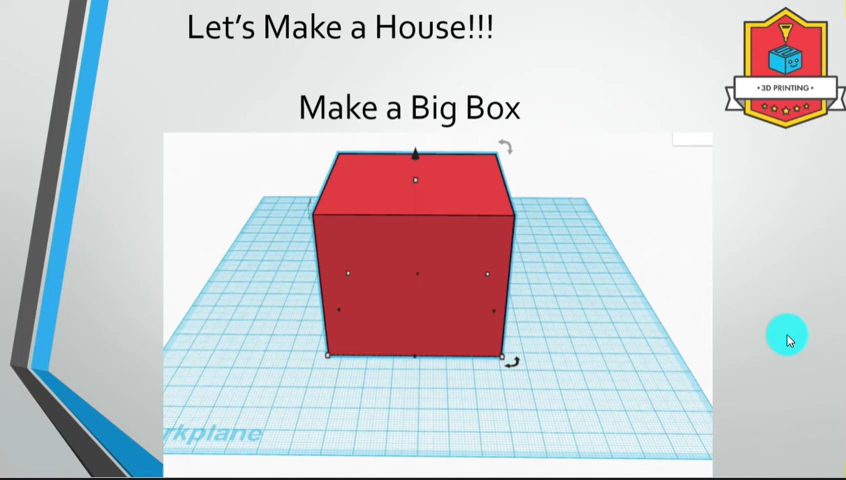 Let's Make a House!!!
• 3D PRINTING •
Make a Big Box
rkplane